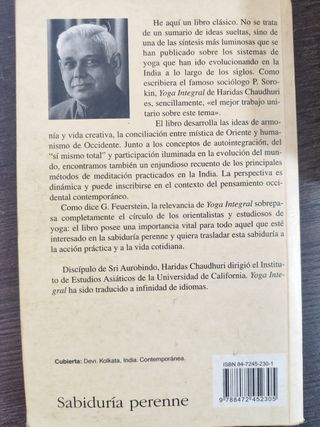 He aquí un libro clásico. No se trata
de un sumario de ideas sueltas, sino de
una de las síntesis más luminosas que se
han publicado sobre los sistemas de
yoga que han ido evolucionando en la
India a lo largo de los siglos. Como
escribiera el famoso sociólogo P. Soro-
kin, Yoga Integral de Haridas Chaudhuri
es, sencillamente, «el mejor trabajo unita-
rio sobre este tema».
El libro desarrolla las ideas de armo-
nía y vida creativa, la conciliación entre mística de Oriente y huma-
nismo de Occidente. Junto a los conceptos de autointegración, del
"sí mismo total" y participación iluminada en la evolución del mun-
do, encontramos también un enjundioso recuento de los principales
métodos de meditación practicados en la India. La perspectiva es
dinámica y puede inscribirse en el contexto del pensamiento occi-
dental contemporáneo.
Como dice G. Feuerstein, la relevancia de Yoga Integral sobrepa-
sa completamente el círculo de los orientalistas y estudiosos de
yoga: el libro posee una importancia vital para todo aquel que esté
interesado en la sabiduría perenne y quiera trasladar esta sabiduría a
la acción práctica y a la vida cotidiana.
Discípulo de Sri Aurobindo, Haridas Chaudhuri dirigió el Institu-
to de Estudios Asiáticos de la Universidad de California. Yoga Inte-
gral ha sido traducido a infinidad de idiomas.
Cubierta: Devi. Kolkata, India. Contemporánea.
ISBN 84-7245-230-1
9 788472 452305
Sabiduría perenne